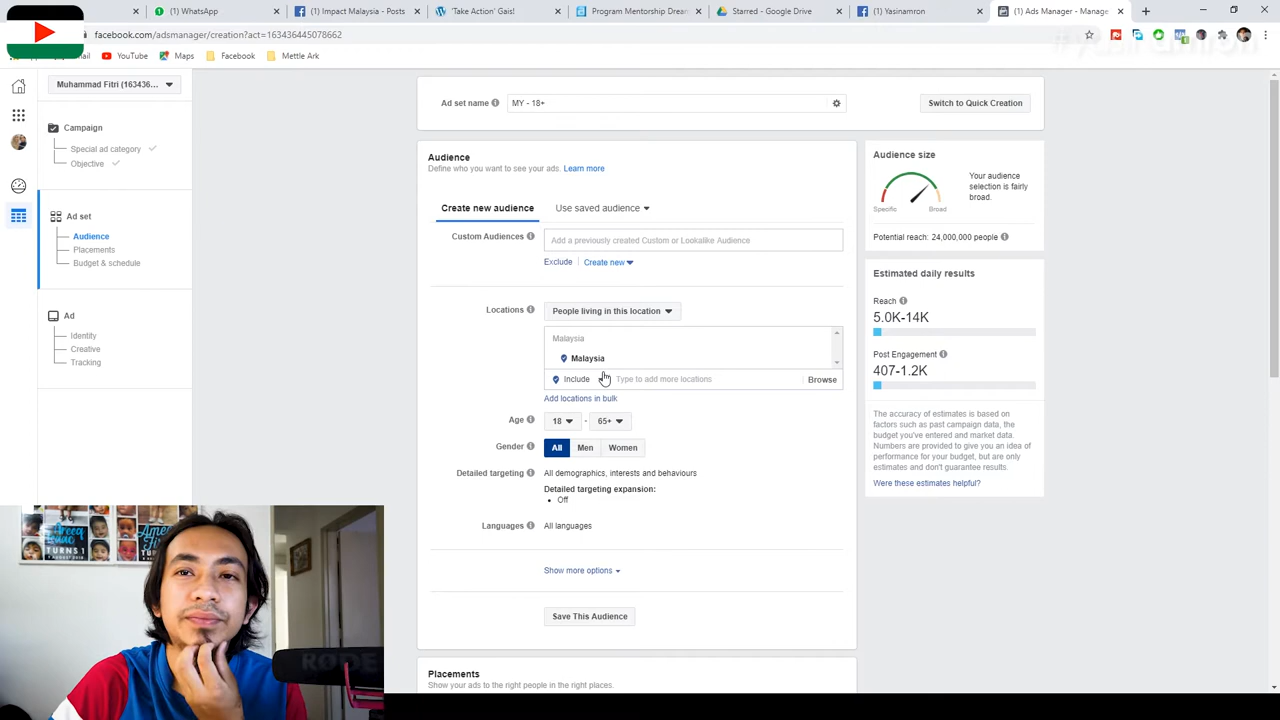 (1) WhatsApp
(1) Impact Malaysia - Posts
'Take Action' Gaisl
Program Mentorship Drea
Starred - Google Drive
(1) Yasinamron
(1) Ads Manager - Manage
facebook.com/adsmanager/creation?act=163436445078662
YouTube
Maps
Facebook
Mettle Ark
Muhammad Fitri (163436...
Campaign
Special ad category
Objective
Ad set
Audience
Placements
Budget & schedule
Ad
Identity
Creative
Tracking
Ad set name
MY - 18+
Switch to Quick Creation
Audience
Define who you want to see your ads. Learn more
Create new audience
Use saved audience
Custom Audiences
Add a previously created Custom or Lookalike Audience
Exclude
Create new
Locations
People living in this location
Malaysia
Malaysia
Include
Type to add more locations
Browse
Add locations in bulk
Age
18 - 65+
Gender
All Men Women
Detailed targeting
All demographics, interests and behaviours
Detailed targeting expansion:
• Off
Languages
All languages
Show more options
Save This Audience
Placements
Show your ads to the right people in the right places.
Audience size
Specific
Broad
Your audience
selection is fairly
broad.
Potential reach: 24,000,000 people
Estimated daily results
Reach
5.0K-14K
Post Engagement
407-1.2K
The accuracy of estimates is based on
factors such as past campaign data, the
budget you've entered and market data.
Numbers are provided to give you an idea of
performance for your budget, but are only
estimates and don't guarantee results.
Were these estimates helpful?
TURNS 1
RØDE